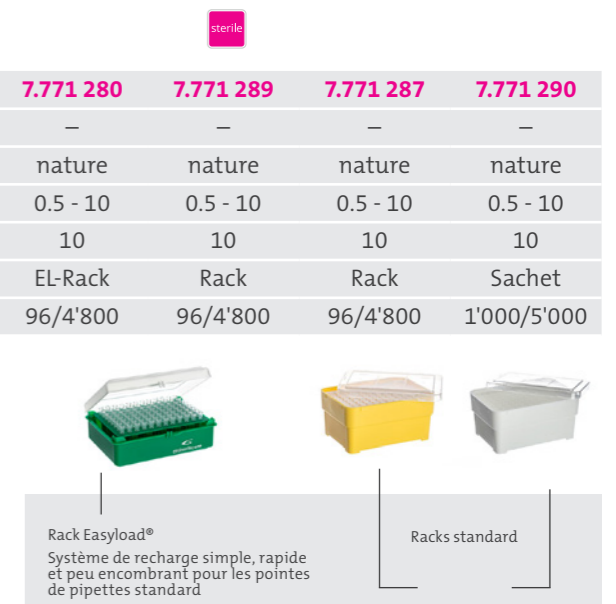 sterile
7.771 280 7.771 289 7.771 287 7.771 290
– – – –
nature nature nature nature
0.5 - 10 0.5 - 10 0.5 - 10 0.5 - 10
10 10 10 10
EL-Rack Rack Rack Sachet
96/4'800 96/4'800 96/4'800 1'000/5'000
Rack Easyload®
Système de recharge simple, rapide
et peu encombrant pour les pointes
de pipettes standard
Racks standard